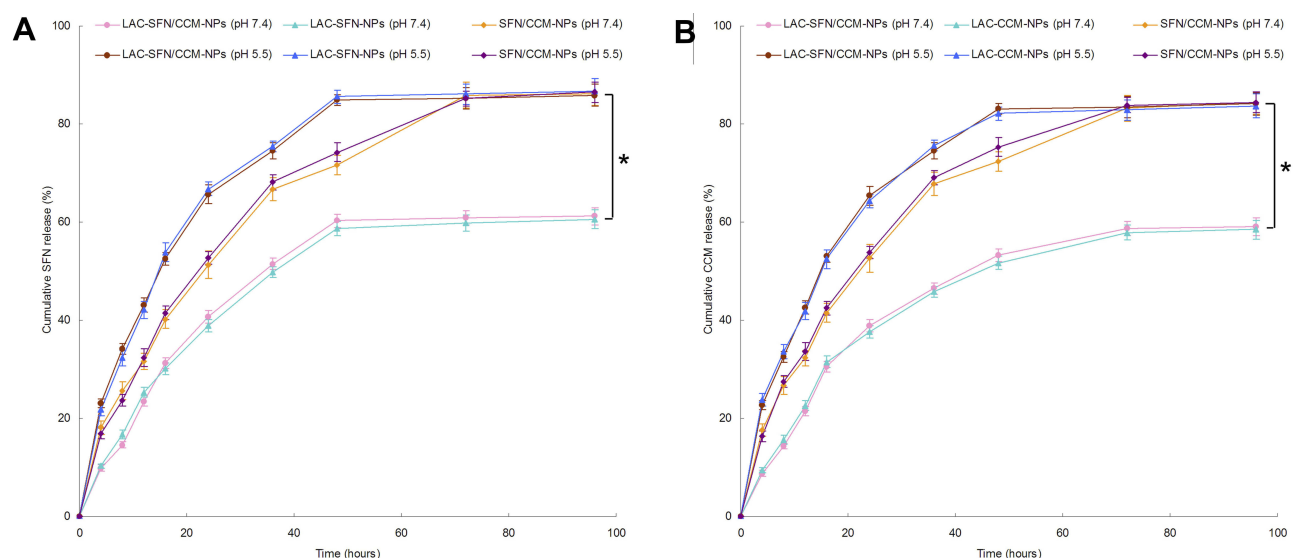 A
LAC-SFN/CCM-NPs (pH 7.4) LAC-SFN-NPs (pH 7.4) SFN/CCM-NPs (pH 7.4)
LAC-SFN/CCM-NPs (pH 5.5) LAC-SFN-NPs (pH 5.5) SFN/CCM-NPs (pH 5.5)
Cumulative SFN release (%)
100
80
60
40
20
0
*
0 20 40 60 80 100
Time (hours)
B
LAC-SFN/CCM-NPs (pH 7.4) LAC-CCM-NPs (pH 7.4) SFN/CCM-NPs (pH 7.4)
LAC-SFN/CCM-NPs (pH 5.5) LAC-CCM-NPs (pH 5.5) SFN/CCM-NPs (pH 5.5)
Cumulative CCM release (%)
100
80
60
40
20
0
*
0 20 40 60 80 100
Time (hours)